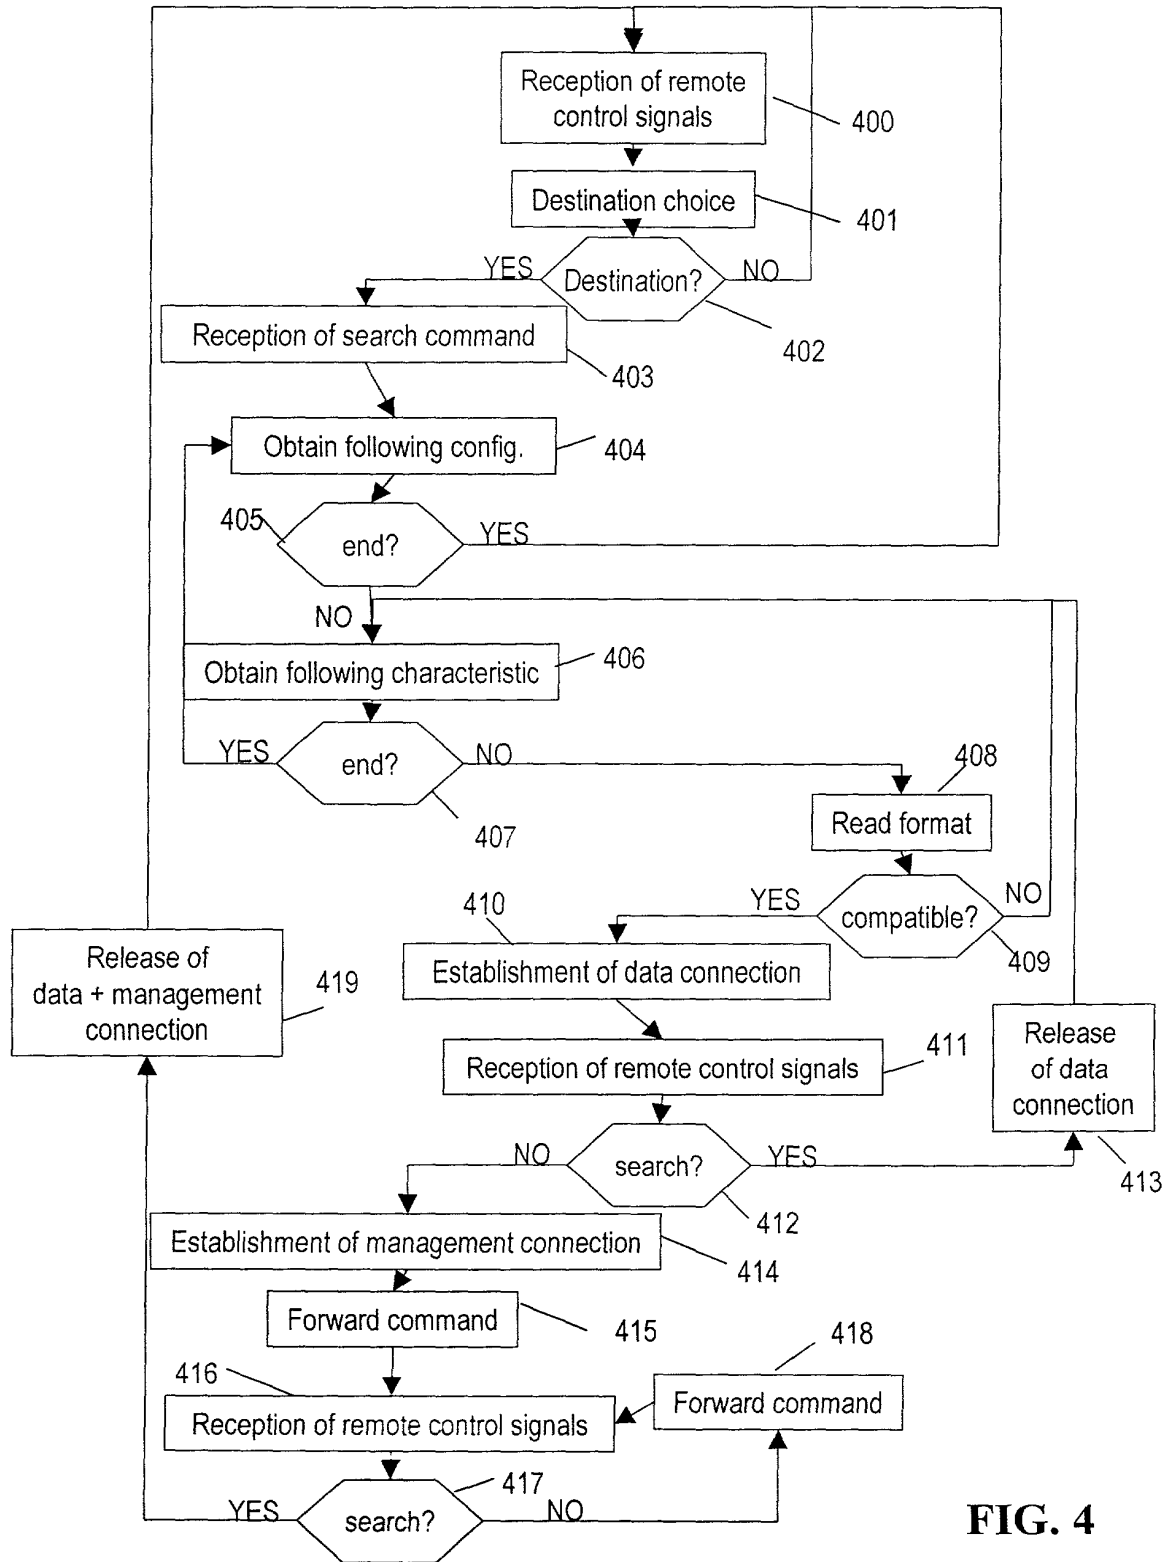 Reception of remote
control signals
400
Destination choice
401
YES
Destination?
NO
402
Reception of search command
403
Obtain following config.
404
405
end?
YES
NO
Obtain following characteristic
406
YES
end?
NO
407
408
Read format
YES
compatible?
NO
409
410
Establishment of data connection
Release of
data + management
connection
419
Reception of remote control signals
411
Release
of data
connection
413
NO
search?
YES
412
Establishment of management connection
414
Forward command
415
418
Forward command
416
Reception of remote control signals
417
YES
search?
NO
FIG. 4